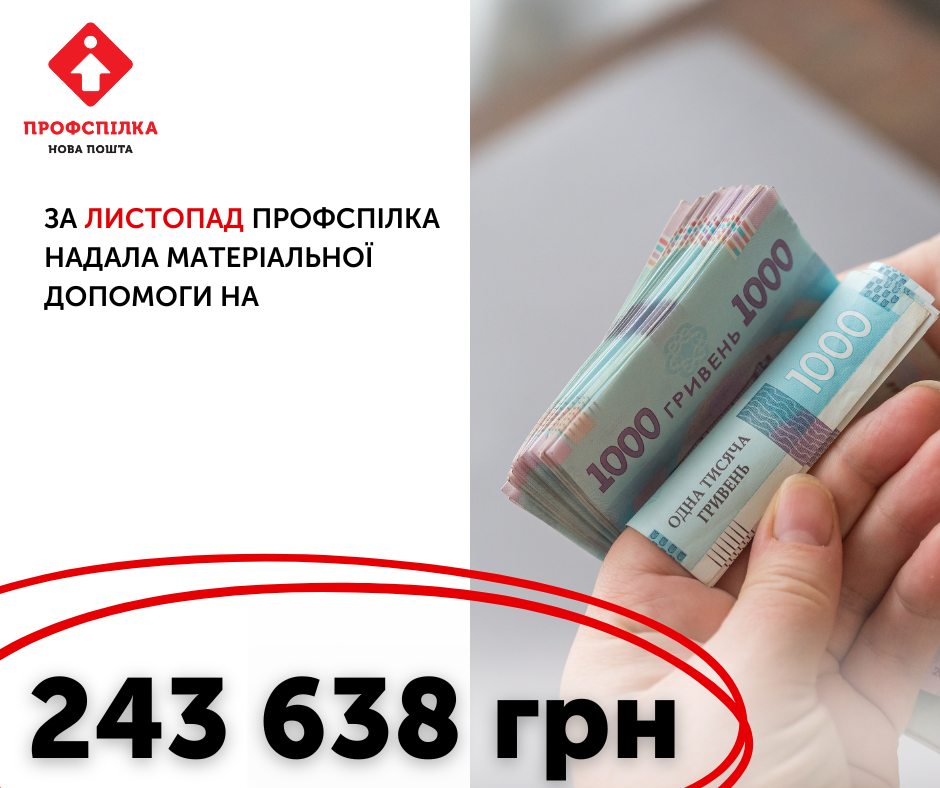 ПРОФСПІЛКА
НОВА ПОШТА
ЗА ЛИСТОПАД ПРОФСПІЛКА
НАДАЛА МАТЕРІАЛЬНОЇ
ДОПОМОГИ НА
1000 ГРИВЕНЬ 1000
1000
ОДНА ТИСЯЧА
ГРИВЕНЬ
243 638 грн